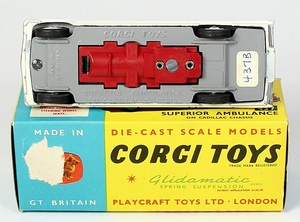 CORGI TOYS
437B
SUPERIOR AMBULANCE
ON CADILLAC CHASSIS
MADE IN
GT. BRITAIN
DIE-CAST SCALE MODELS
CORGI TOYS
TRADE MARK REGISTERED
Glidamatic
SPRING SUSPENSION
PLAYCRAFT TOYS LTD · LONDON